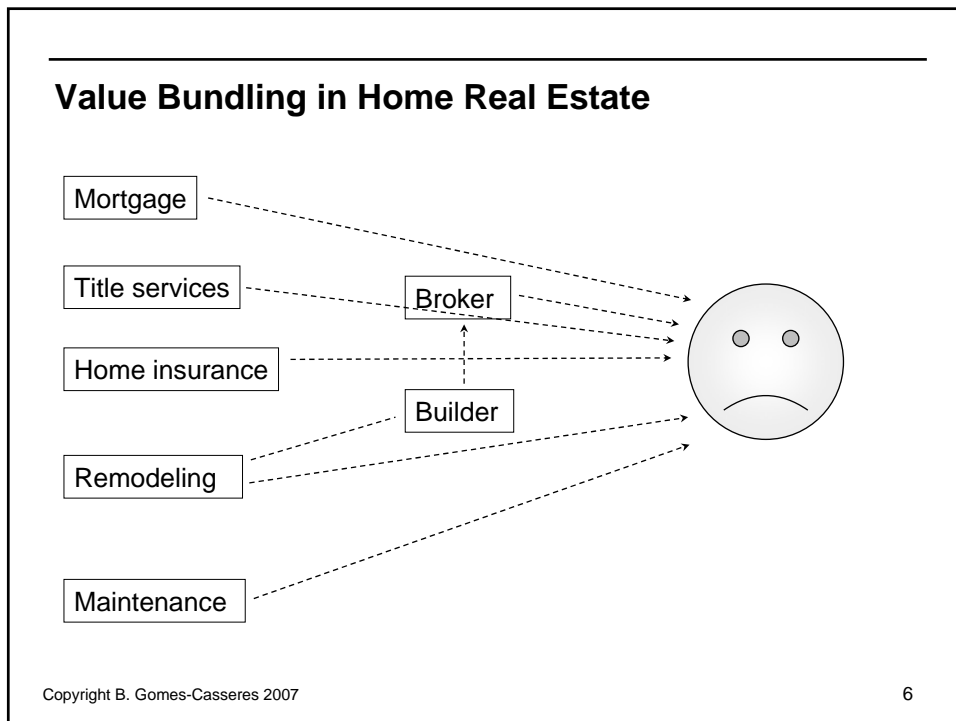 Value Bundling in Home Real Estate
Mortgage
Title services
Broker
Home insurance
Builder
Remodeling
Maintenance
Copyright B. Gomes-Casseres 2007
6